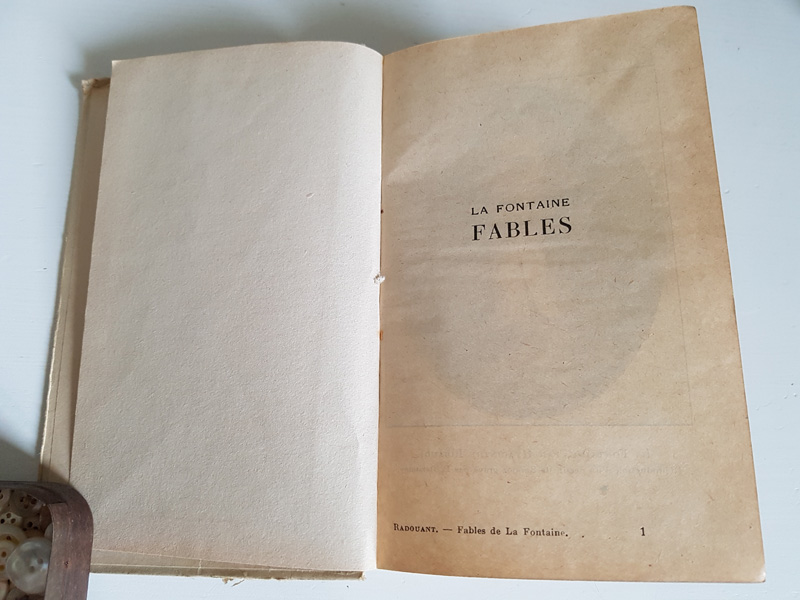 LA FONTAINE
FABLES
RADOUANT. — Fables de La Fontaine. 1